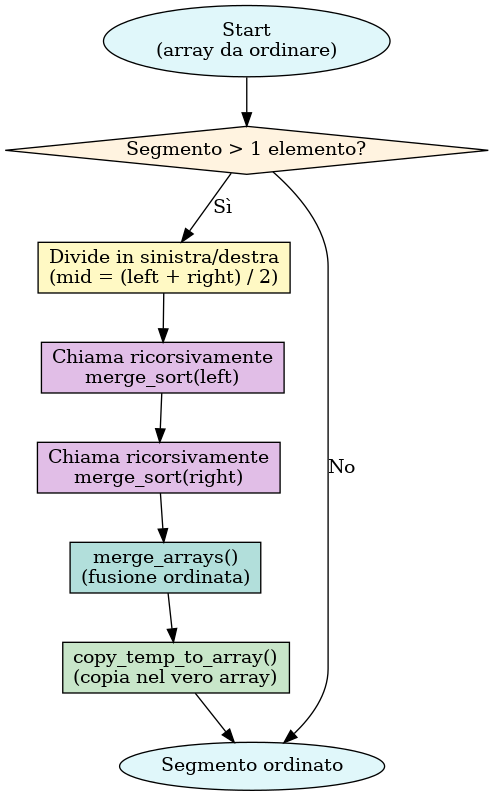 Start
(array da ordinare)
Segmento > 1 elemento?
Sì
Divide in sinistra/destra
(mid = (left + right) / 2)
Chiama ricorsivamente
merge_sort(left)
Chiama ricorsivamente
merge_sort(right)
No
merge_arrays()
(fusione ordinata)
copy_temp_to_array()
(copia nel vero array)
Segmento ordinato